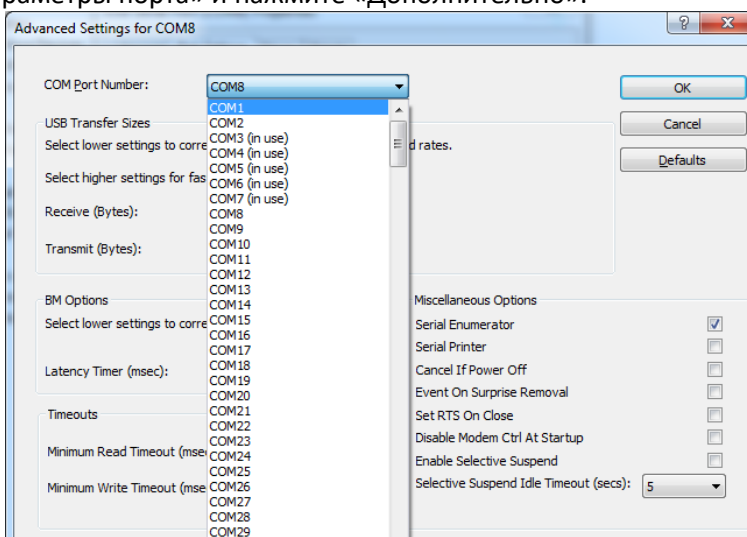 раметры порта» и нажмите «Дополнительно».
Advanced Settings for COM8
COM Port Number:
COM8
OK
Cancel
Defaults
COM1
COM2
COM3 (in use)
COM4 (in use)
COM5 (in use)
COM6 (in use)
COM7 (in use)
COM8
COM9
COM10
COM11
COM12
COM13
COM14
COM15
COM16
COM17
COM18
COM19
COM20
COM21
COM22
COM23
COM24
COM25
COM26
COM27
COM28
COM29
USB Transfer Sizes
Select lower settings to corre
d rates.
Select higher settings for fas
Receive (Bytes):
Transmit (Bytes):
BM Options
Select lower settings to corre
Latency Timer (msec):
Timeouts
Minimum Read Timeout (mse
Minimum Write Timeout (mse
Miscellaneous Options
Serial Enumerator
Serial Printer
Cancel If Power Off
Event On Surprise Removal
Set RTS On Close
Disable Modem Ctrl At Startup
Enable Selective Suspend
Selective Suspend Idle Timeout (secs):
5